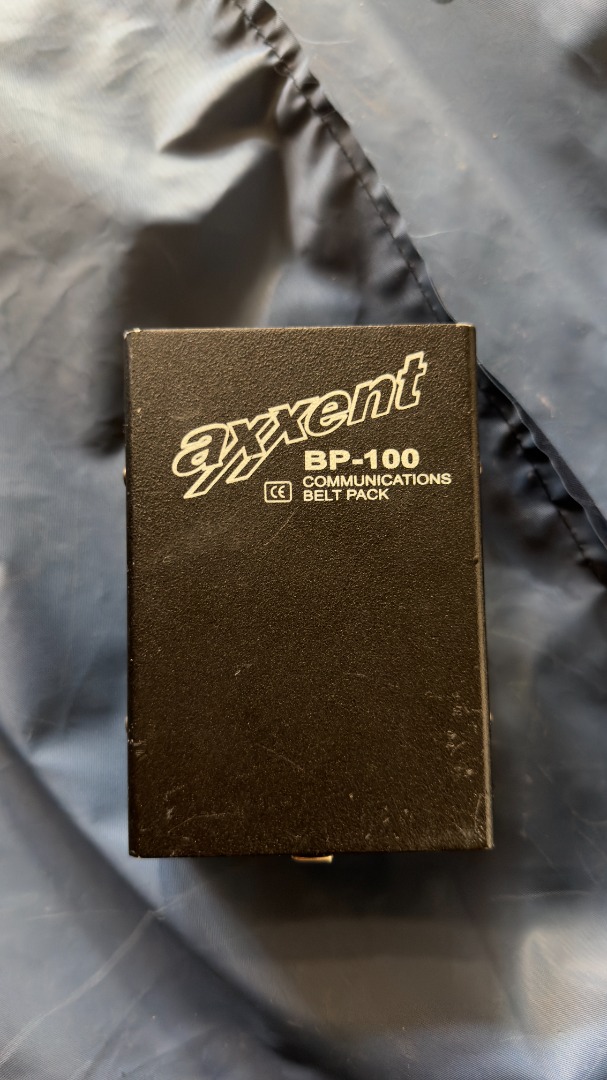 axxent
BP-100
CE COMMUNICATIONS
BELT PACK